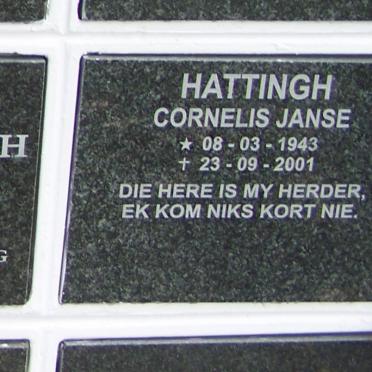 HATTINGH
CORNELIS JANSE
★ 08 - 03 - 1943
† 23 - 09 - 2001
DIE HERE IS MY HERDER,
EK KOM NIKS KORT NIE.
H
G